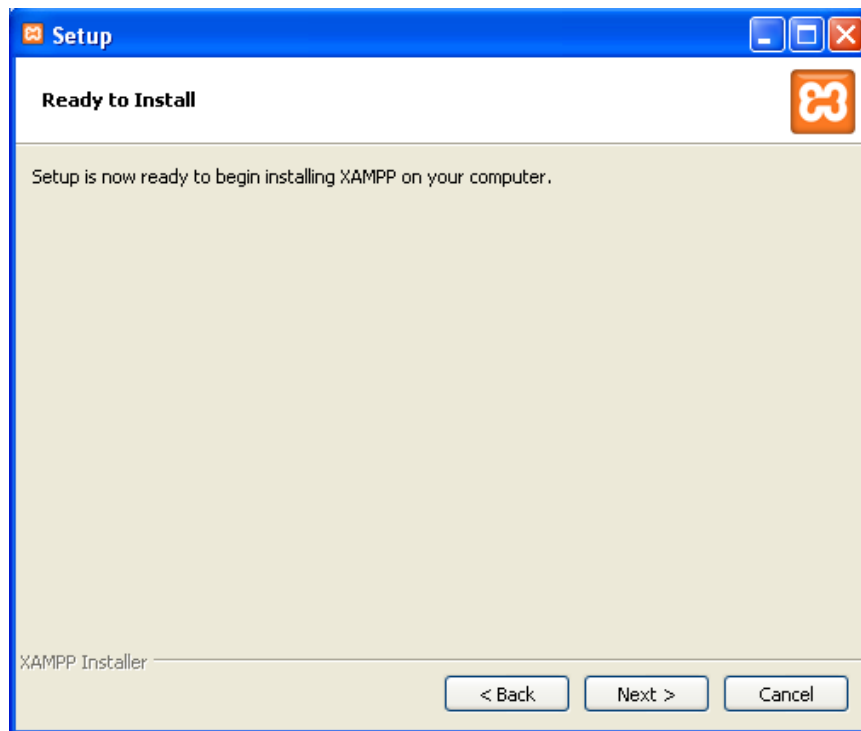 Setup
Ready to Install
Setup is now ready to begin installing XAMPP on your computer.
XAMPP Installer
< Back Next > Cancel